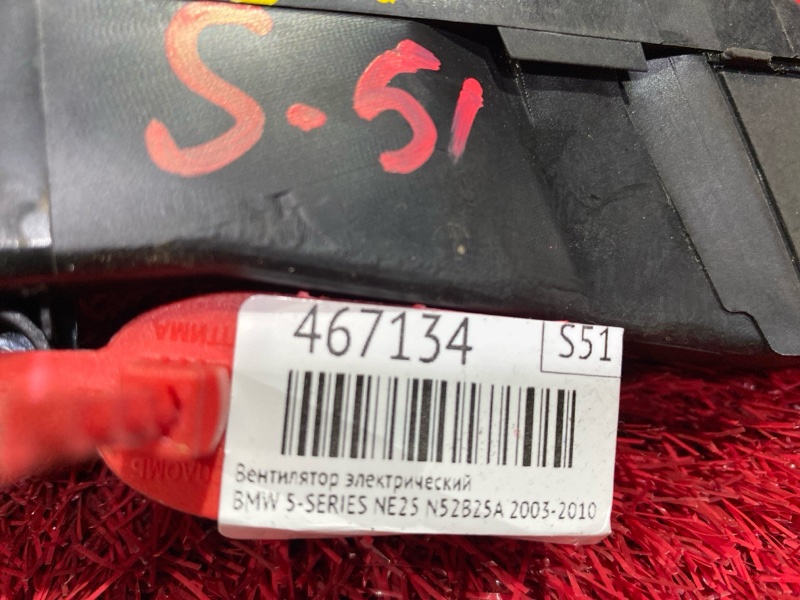 S-51
467134
S51
Вентилятор электрический
BMW 5-SERIES NE25 N52B25A 2003-2010